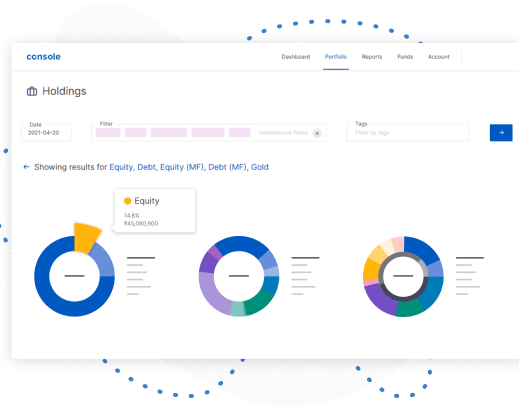 console
Dashboard Portfolio Reports Funds Account
Holdings
Date
2021-04-20
Filter
Sector/stock filters
Tags
Filter by tags
← Showing results for Equity, Debt, Equity (MF), Debt (MF), Gold
Equity
14.8%
₹45,090,900